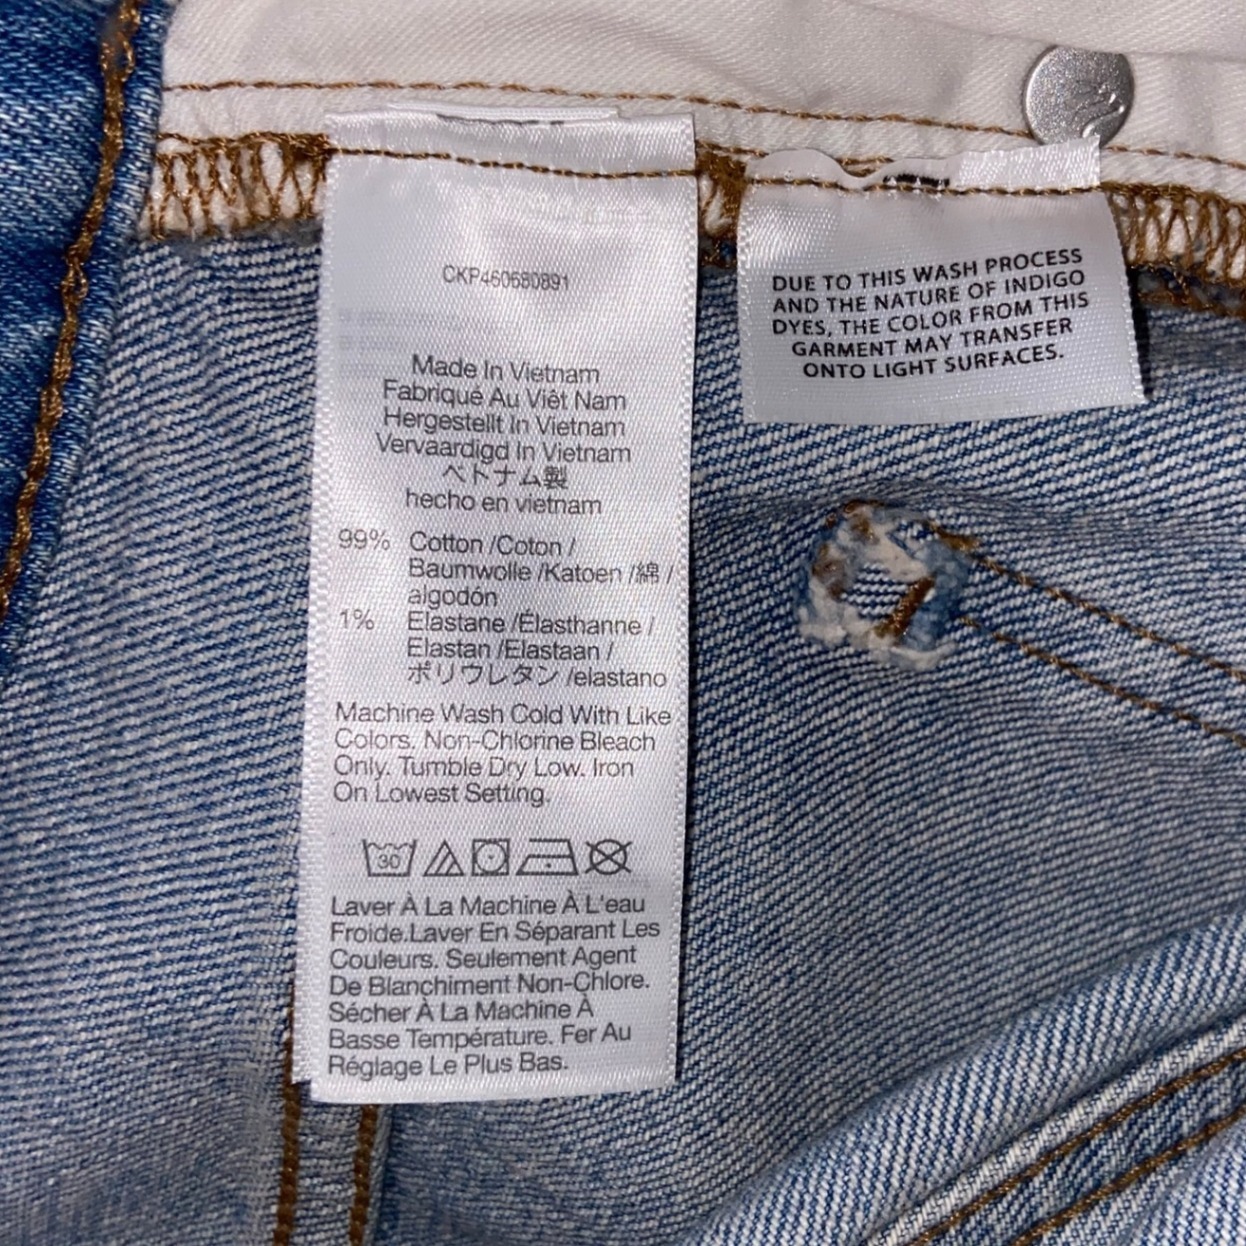 CKP460680891
Made In Vietnam
Fabriqué Au Viêt Nam
Hergestellt In Vietnam
Vervaardigd In Vietnam
ベトナム製
hecho en vietnam
99% Cotton /Coton /
Baumwolle /Katoen /綿 /
algodón
1% Elastane /Élasthanne /
Elastan /Elastaan /
ポリウレタン /elastano
Machine Wash Cold With Like
Colors. Non-Chlorine Bleach
Only. Tumble Dry Low. Iron
On Lowest Setting.
30
Laver À La Machine À L'eau
Froide.Laver En Séparant Les
Couleurs. Seulement Agent
De Blanchiment Non-Chlore.
Sécher À La Machine À
Basse Température. Fer Au
Réglage Le Plus Bas.
DUE TO THIS WASH PROCESS
AND THE NATURE OF INDIGO
DYES, THE COLOR FROM THIS
GARMENT MAY TRANSFER
ONTO LIGHT SURFACES.